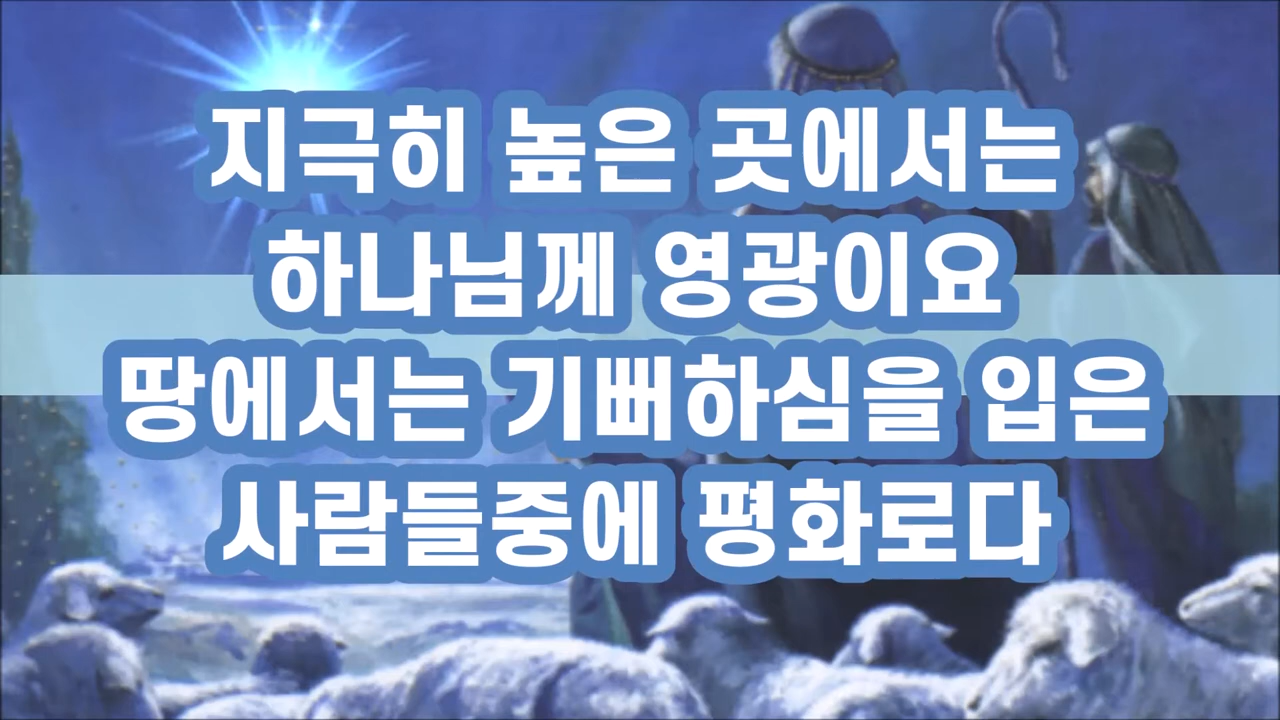 지극히 높은 곳에서는
하나님께 영광이요
땅에서는 기뻐하심을 입은
사람들중에 평화로다